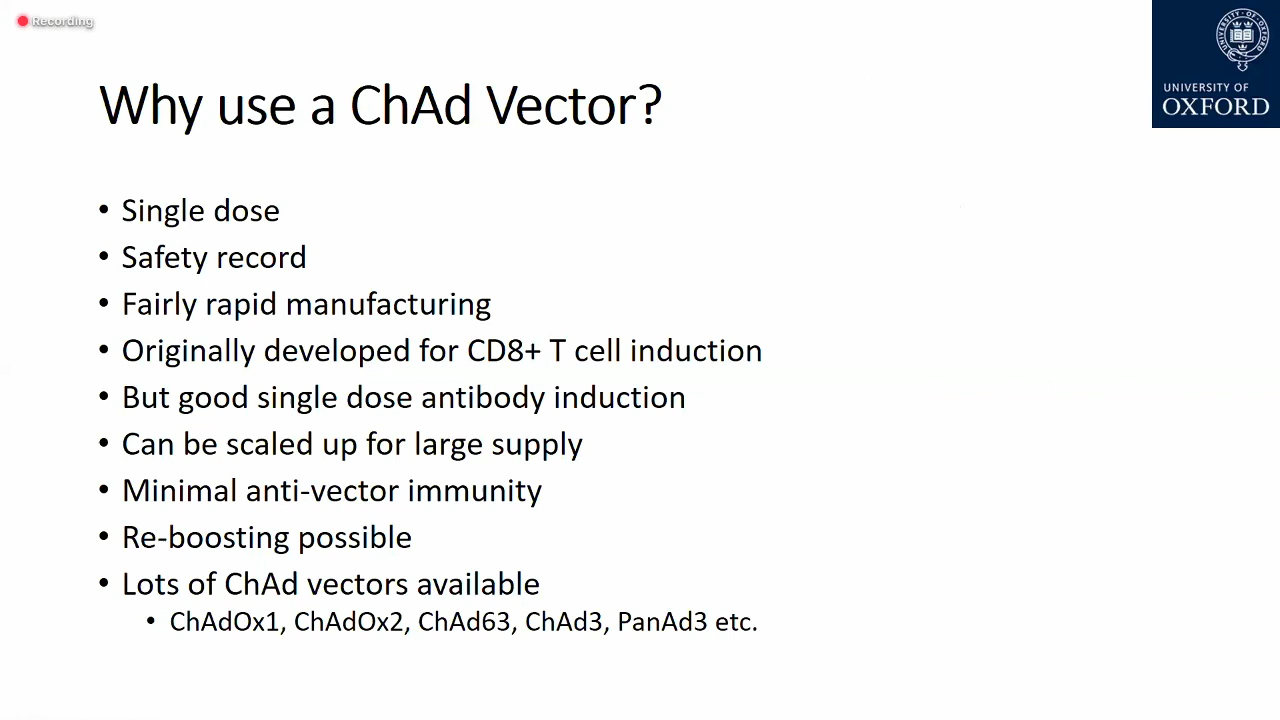 Recording
UNIVERSITY OF
OXFORD
Why use a ChAd Vector?
• Single dose
• Safety record
• Fairly rapid manufacturing
• Originally developed for CD8+ T cell induction
• But good single dose antibody induction
• Can be scaled up for large supply
• Minimal anti-vector immunity
• Re-boosting possible
• Lots of ChAd vectors available
• ChAdOx1, ChAdOx2, ChAd63, ChAd3, PanAd3 etc.